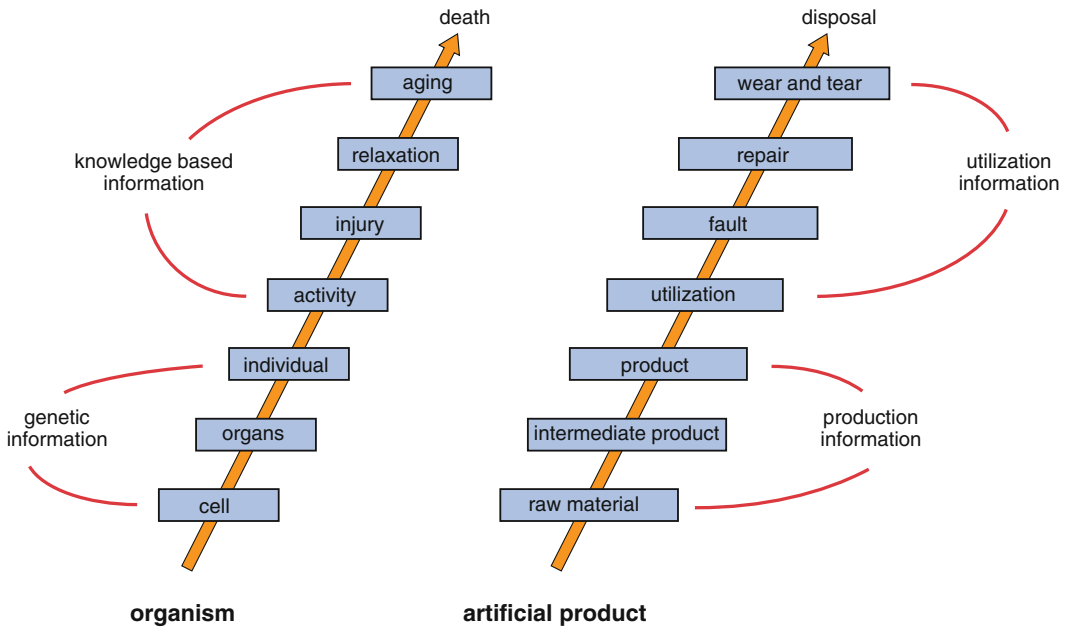 death
disposal
aging
wear and tear
relaxation
repair
knowledge based
information
utilization
information
injury
fault
activity
utilization
individual
product
genetic
information
production
information
organs
intermediate product
cell
raw material
organism
artificial product